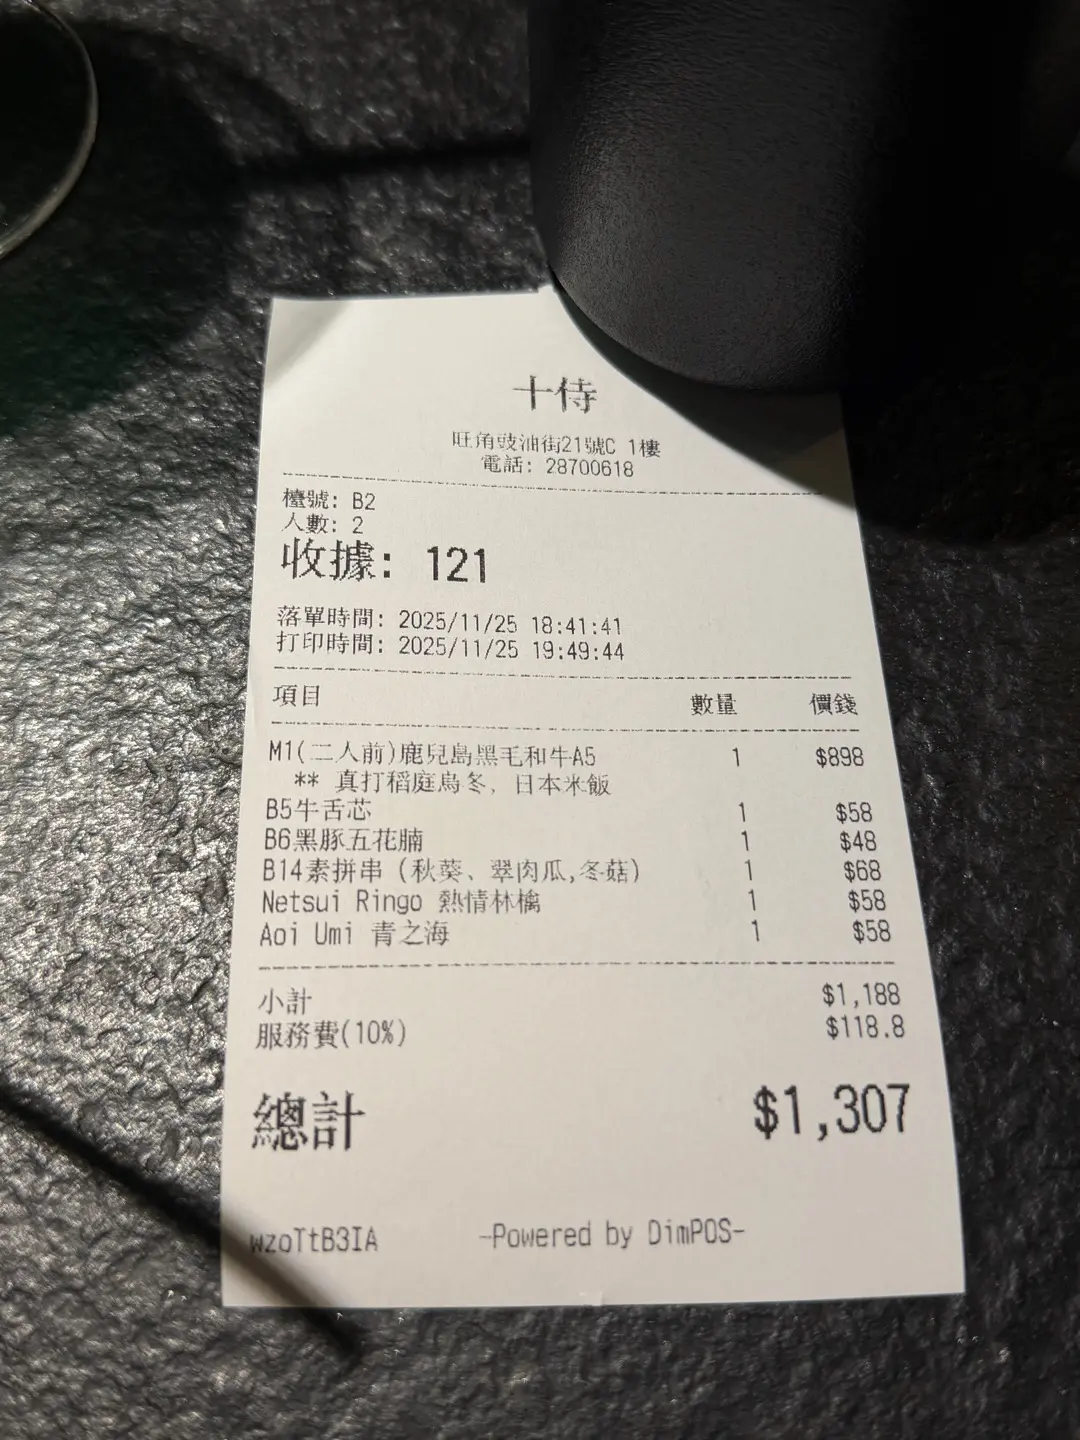 十侍
旺角豉油街21號C 1樓
電話: 28700618
檯號: B2
人數: 2
收據: 121
落單時間: 2025/11/25 18:41:41
打印時間: 2025/11/25 19:49:44
項目 數量 價錢
M1(二人前)鹿兒島黑毛和牛A5 1 $898
** 真打稻庭烏冬, 日本米飯
B5牛舌芯 1 $58
B6黑豚五花腩 1 $48
B14素拼串 (秋葵、翠肉瓜,冬菇) 1 $68
Netsui Ringo 熱情林檎 1 $58
Aoi Umi 青之海 1 $58
小計 $1,188
服務費(10%) $118.8
總計 $1,307
wzoTtB3IA -Powered by DimPOS-